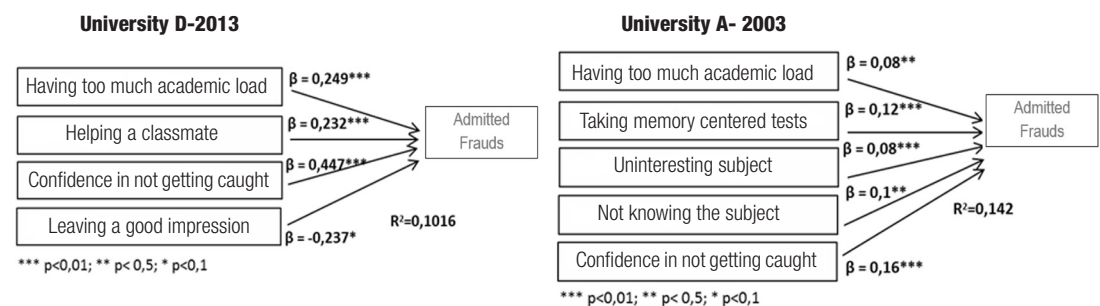 University D-2013
Having too much academic load
β = 0,249***
Helping a classmate
β = 0,232***
Confidence in not getting caught
β = 0,447***
Leaving a good impression
β = -0,237*
Admitted
Frauds
R²=0,1016
*** p<0,01; ** p< 0,5; * p<0,1
University A- 2003
Having too much academic load
β = 0,08**
Taking memory centered tests
β = 0,12***
Uninteresting subject
β = 0,08***
Not knowing the subject
β = 0,1**
Confidence in not getting caught
β = 0,16***
Admitted
Frauds
R²=0,142
*** p<0,01; ** p< 0,5; * p<0,1